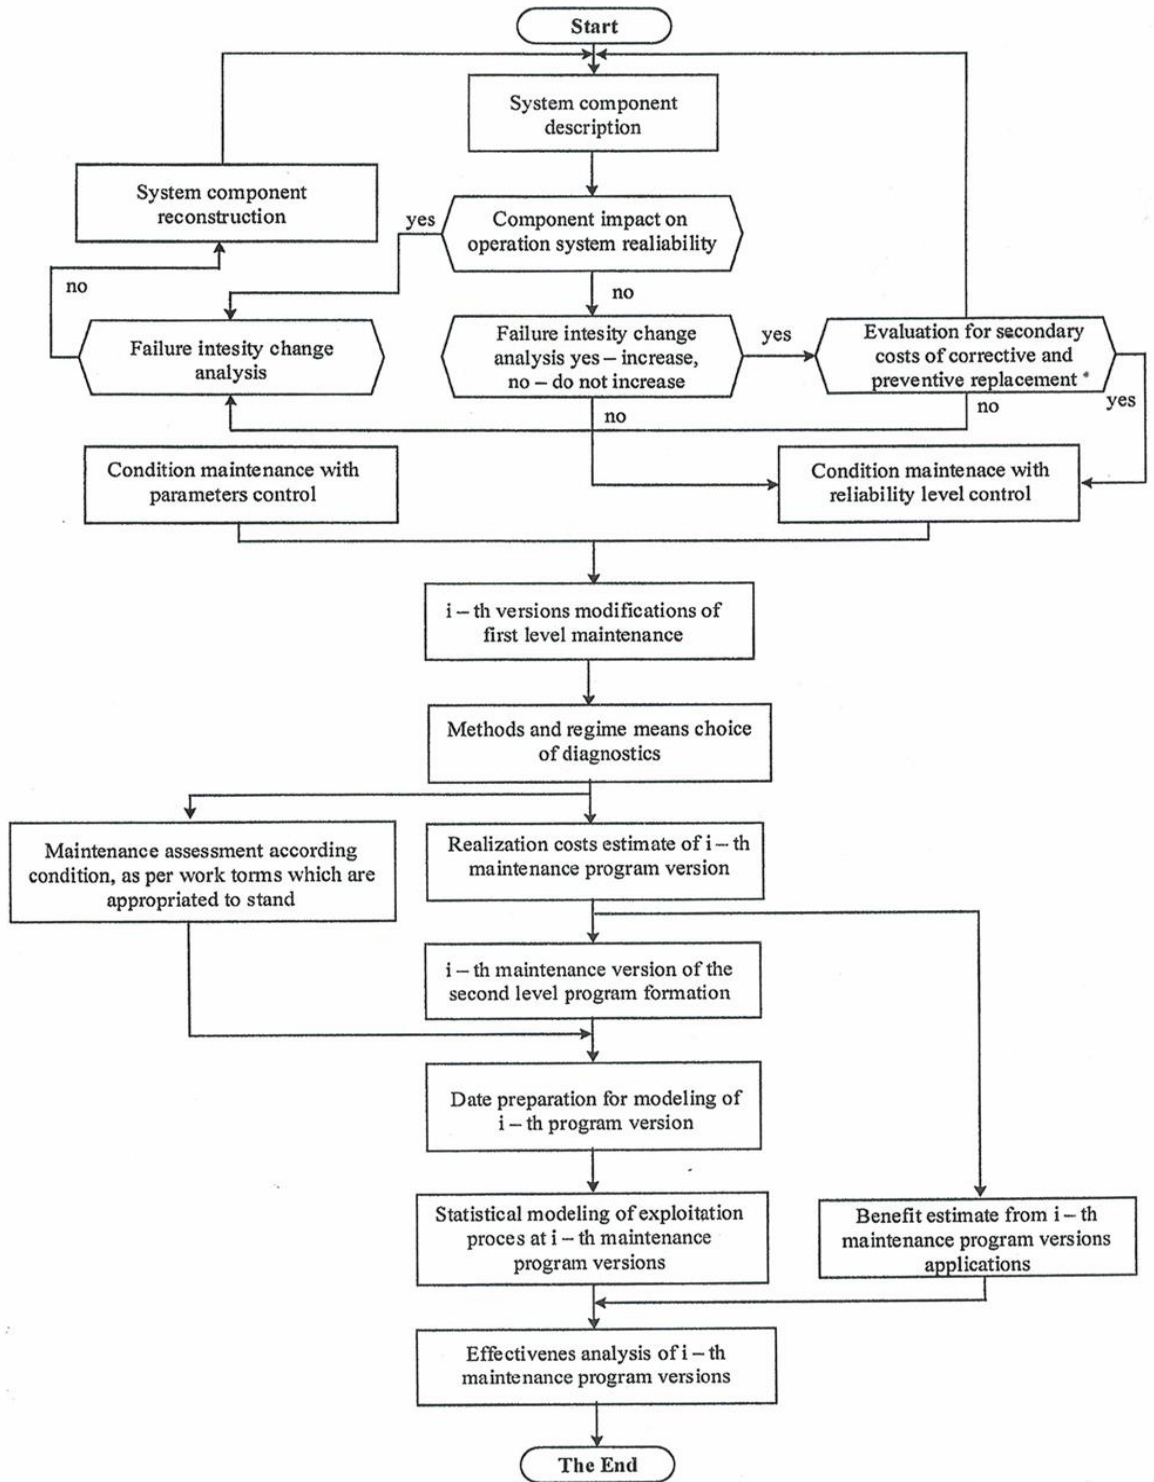 Start
System component
description
System component
reconstruction
yes
Component impact on
operation system realiability
no
no
Failure intesity change
analysis
Failure intesity change
analysis yes – increase,
no – do not increase
yes
Evaluation for secondary
costs of corrective and
preventive replacement *
no
no
yes
Condition maintenance with
parameters control
Condition maintenace with
reliability level control
i – th versions modifications of
first level maintenance
Methods and regime means choice
of diagnostics
Maintenance assessment according
condition, as per work torms which are
appropriated to stand
Realization costs estimate of i – th
maintenance program version
i – th maintenance version of the
second level program formation
Date preparation for modeling of
i – th program version
Statistical modeling of exploitation
proces at i – th maintenance
program versions
Benefit estimate from i – th
maintenance program versions
applications
Effectivenes analysis of i – th
maintenance program versions
The End